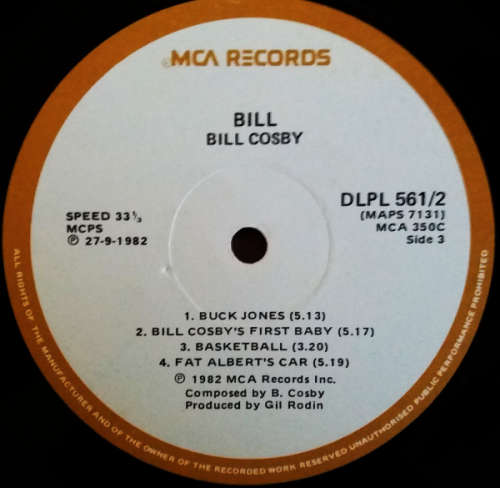 MCA RECORDS
BILL
BILL COSBY
SPEED 33⅓
MCPS
℗ 27-9-1982
DLPL 561/2
(MAPS 7131)
MCA 350C
Side 3
1. BUCK JONES (5.13)
2. BILL COSBY'S FIRST BABY (5.17)
3. BASKETBALL (3.20)
4. FAT ALBERT'S CAR (5.19)
℗ 1982 MCA Records Inc.
Composed by B. Cosby
Produced by Gil Rodin
ALL RIGHTS OF THE MANUFACTURER AND OF THE OWNER OF THE RECORDED WORK RESERVED UNAUTHORISED PUBLIC PERFORMANCE PROHIBITED